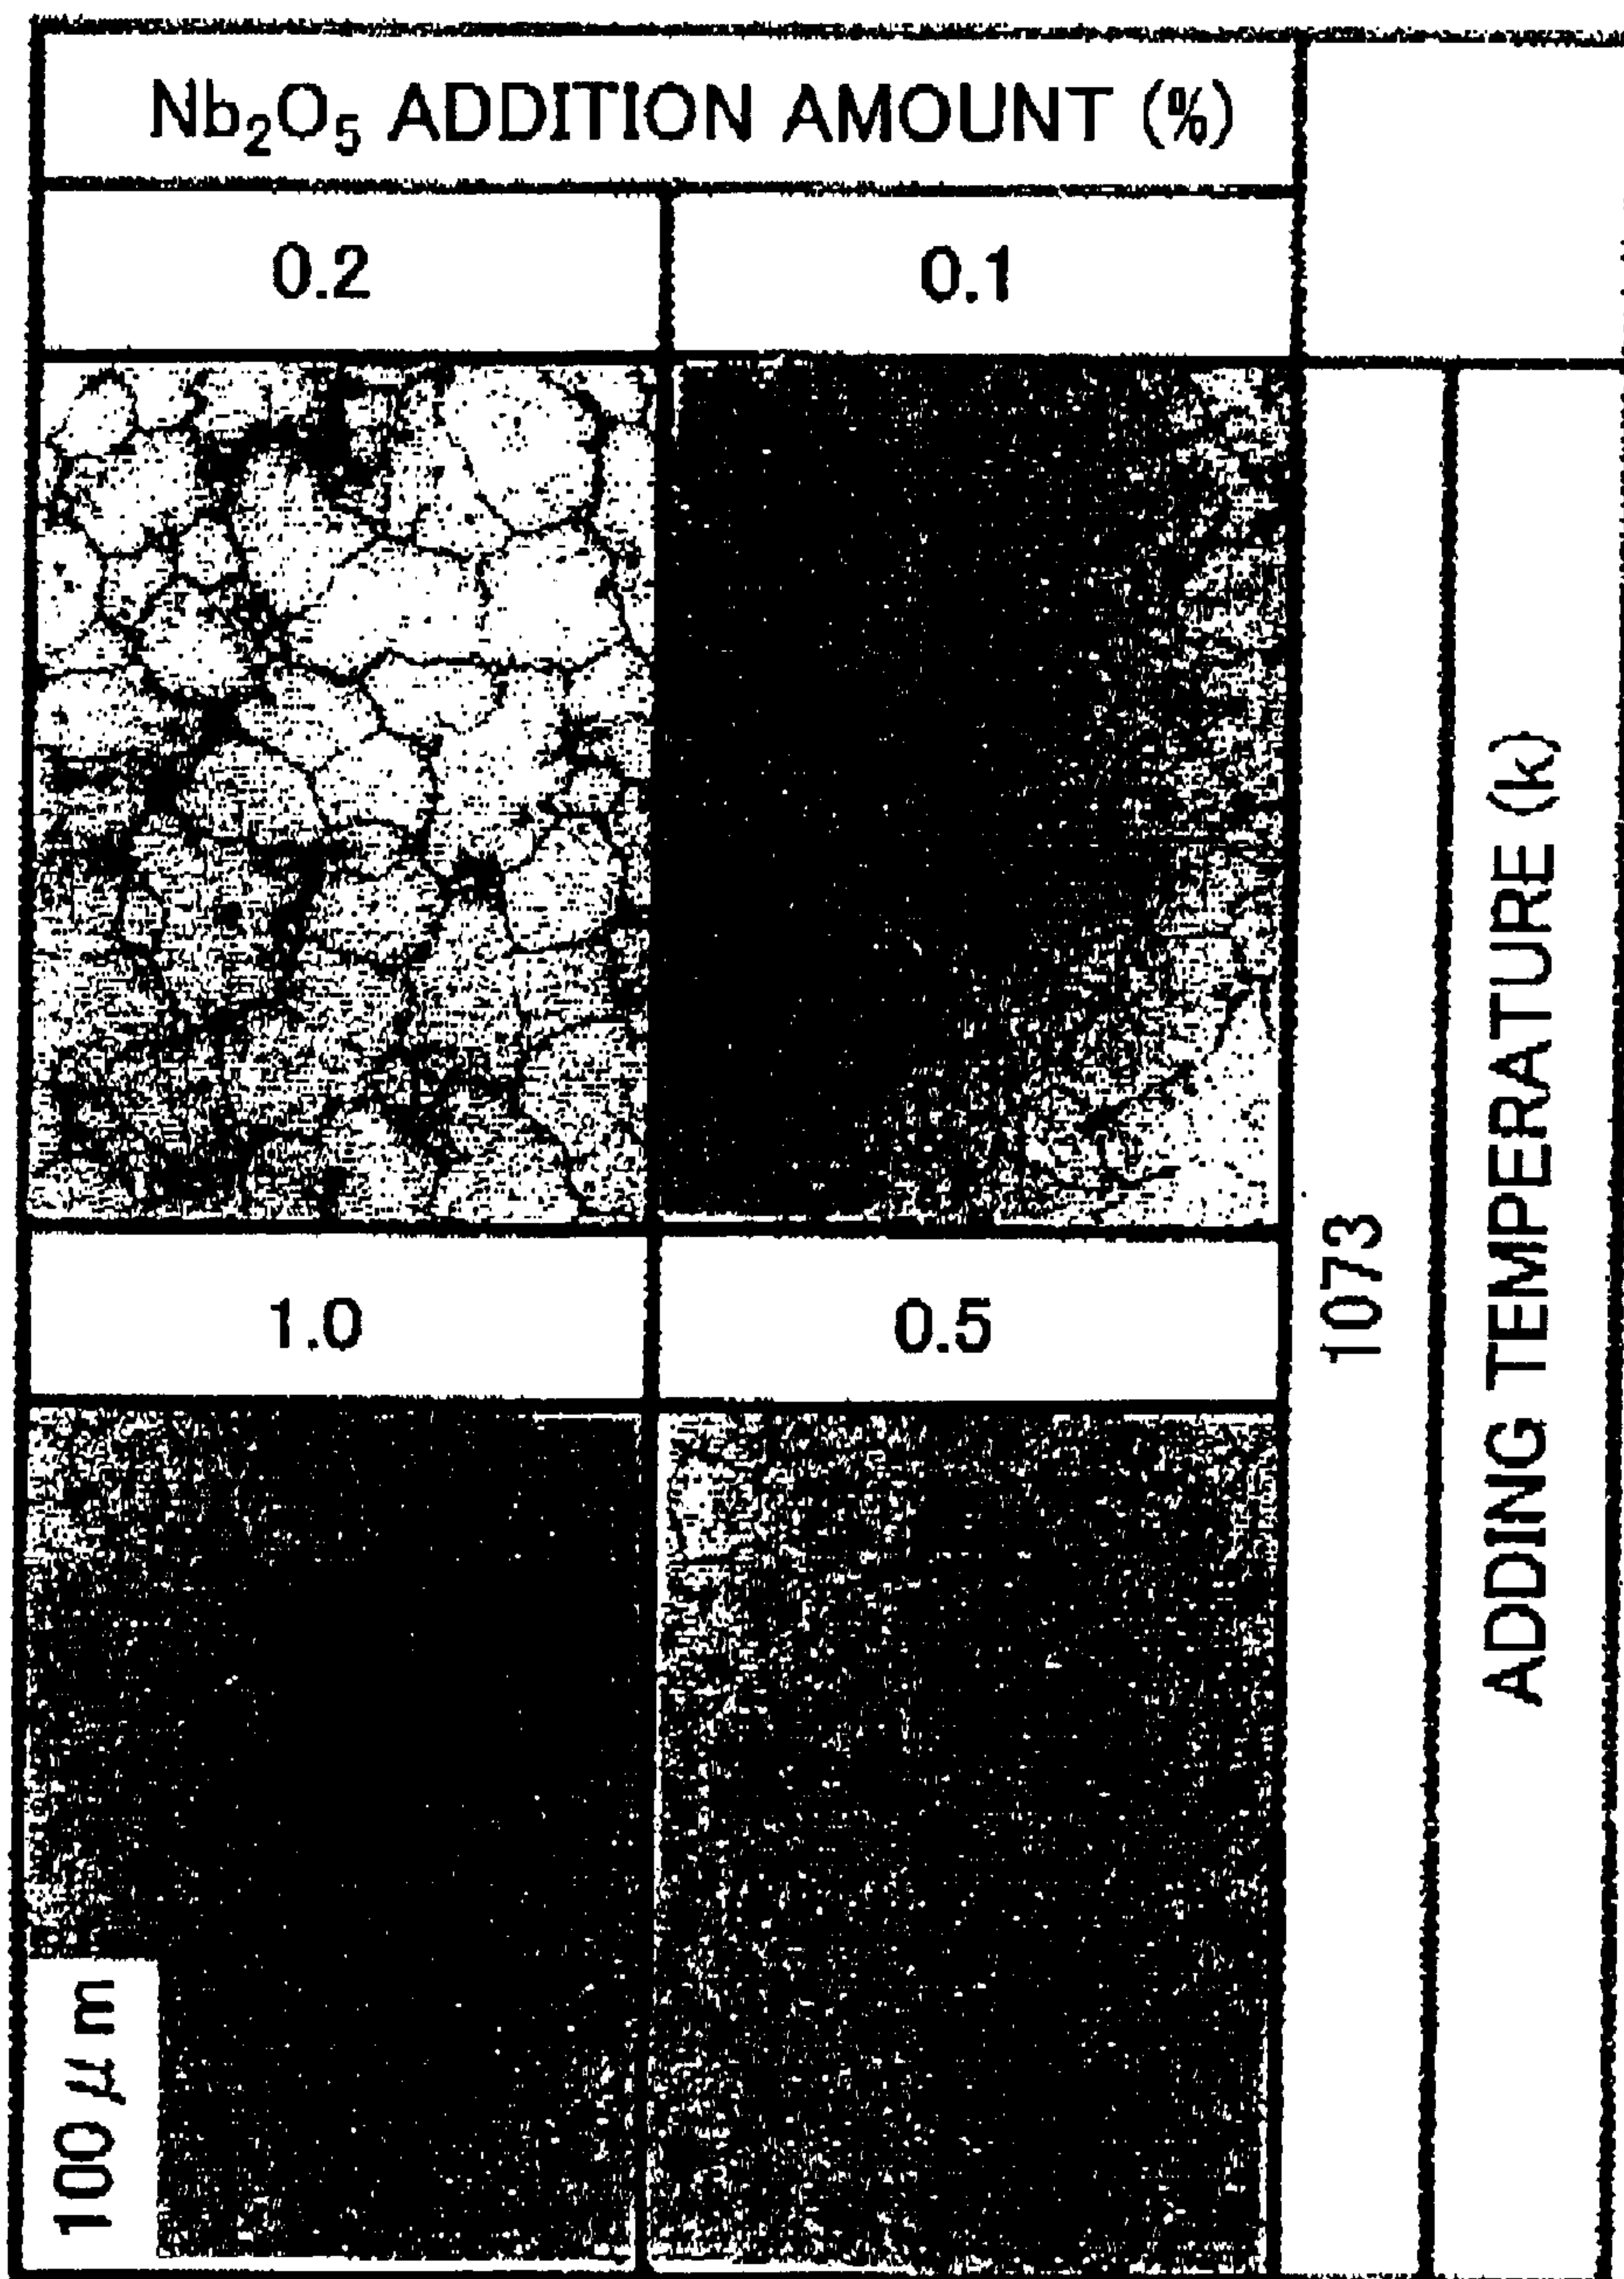 Nb₂O₅ ADDITION AMOUNT (%)
0.2
0.1
1.0
0.5
1073
ADDING TEMPERATURE (k)
100 μm